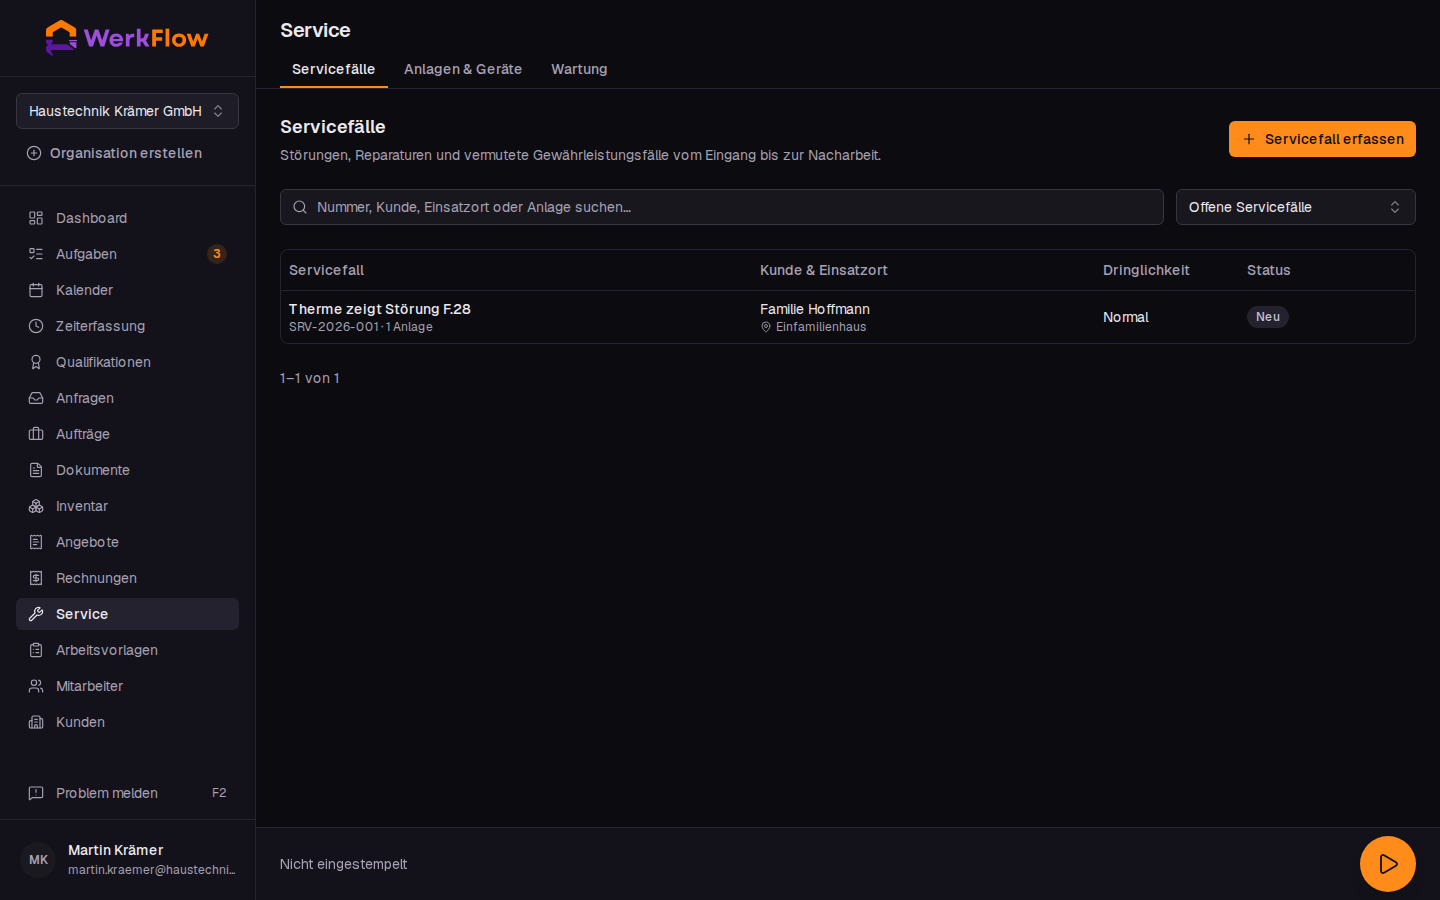 WerkFlow
Haustechnik Krämer GmbH
Organisation erstellen
Dashboard
Aufgaben 3
Kalender
Zeiterfassung
Qualifikationen
Anfragen
Aufträge
Dokumente
Inventar
Angebote
Rechnungen
Service
Arbeitsvorlagen
Mitarbeiter
Kunden
Problem melden F2
MK
Martin Krämer
martin.kraemer@haustechni...
Service
Servicefälle Anlagen & Geräte Wartung
Servicefälle
Störungen, Reparaturen und vermutete Gewährleistungsfälle vom Eingang bis zur Nacharbeit.
Servicefall erfassen
Nummer, Kunde, Einsatzort oder Anlage suchen...
Offene Servicefälle
Servicefall Kunde & Einsatzort Dringlichkeit Status
Therme zeigt Störung F.28 Familie Hoffmann Normal Neu
SRV-2026-001 · 1 Anlage Einfamilienhaus
1–1 von 1
Nicht eingestempelt